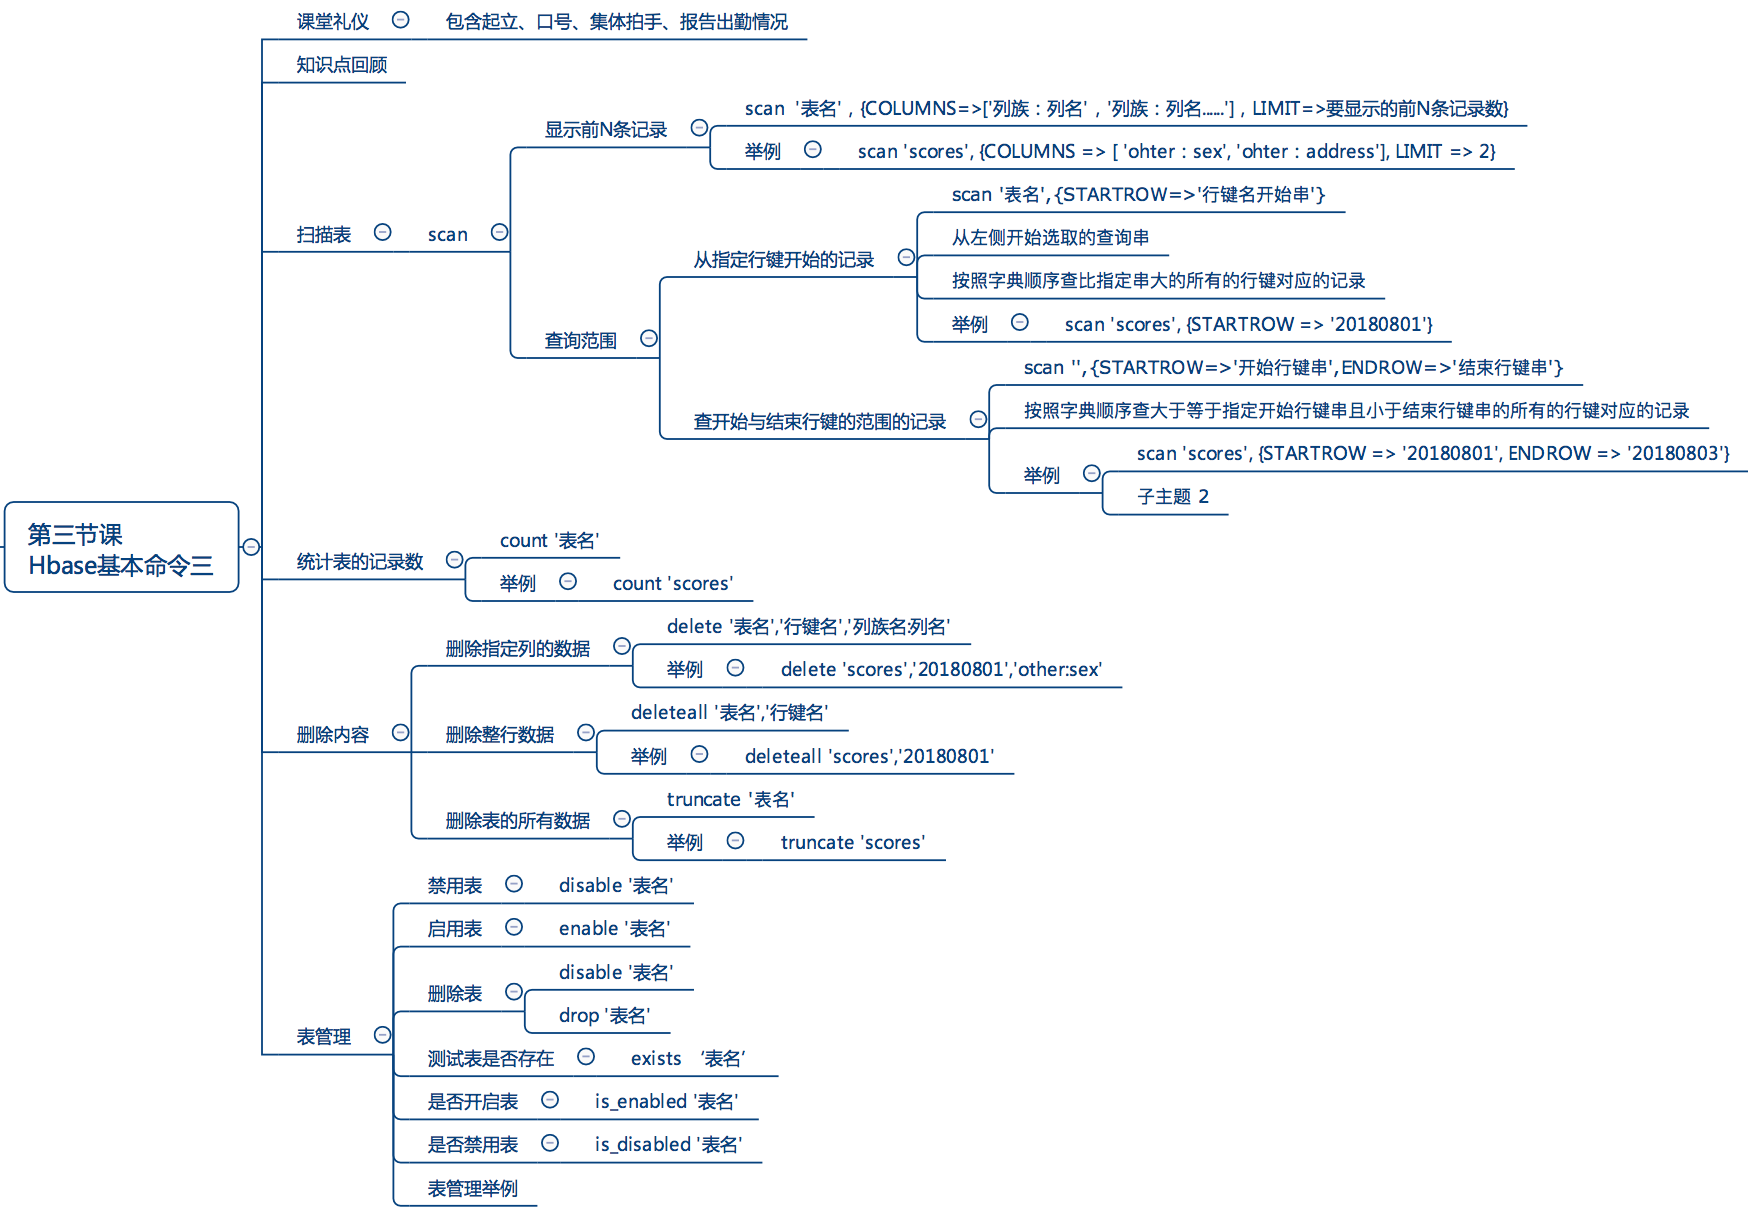 课堂礼仪
包含起立、口号、集体拍手、报告出勤情况
知识点回顾
扫描表
scan
显示前N条记录
scan '表名' , {COLUMNS=>['列族 : 列名' , '列族 : 列名......'] , LIMIT=>要显示的前N条记录数}
举例
scan 'scores', {COLUMNS => [ 'ohter : sex', 'ohter : address'], LIMIT => 2}
查询范围
从指定行键开始的记录
scan '表名',{STARTROW=>'行键名开始串'}
从左侧开始选取的查询串
按照字典顺序查比指定串大的所有的行键对应的记录
举例
scan 'scores', {STARTROW => '20180801'}
查开始与结束行键的范围的记录
scan '',{STARTROW=>'开始行键串',ENDROW=>'结束行键串'}
按照字典顺序查大于等于指定开始行键串且小于结束行键串的所有的行键对应的记录
举例
scan 'scores', {STARTROW => '20180801', ENDROW => '20180803'}
子主题 2
第三节课
Hbase基本命令三
统计表的记录数
count '表名'
举例
count 'scores'
删除内容
删除指定列的数据
delete '表名','行键名','列族名:列名'
举例
delete 'scores','20180801','other:sex'
删除整行数据
deleteall '表名','行键名'
举例
deleteall 'scores','20180801'
删除表的所有数据
truncate '表名'
举例
truncate 'scores'
表管理
禁用表
disable '表名'
启用表
enable '表名'
删除表
disable '表名'
drop '表名'
测试表是否存在
exists ‘表名’
是否开启表
is_enabled '表名'
是否禁用表
is_disabled '表名'
表管理举例